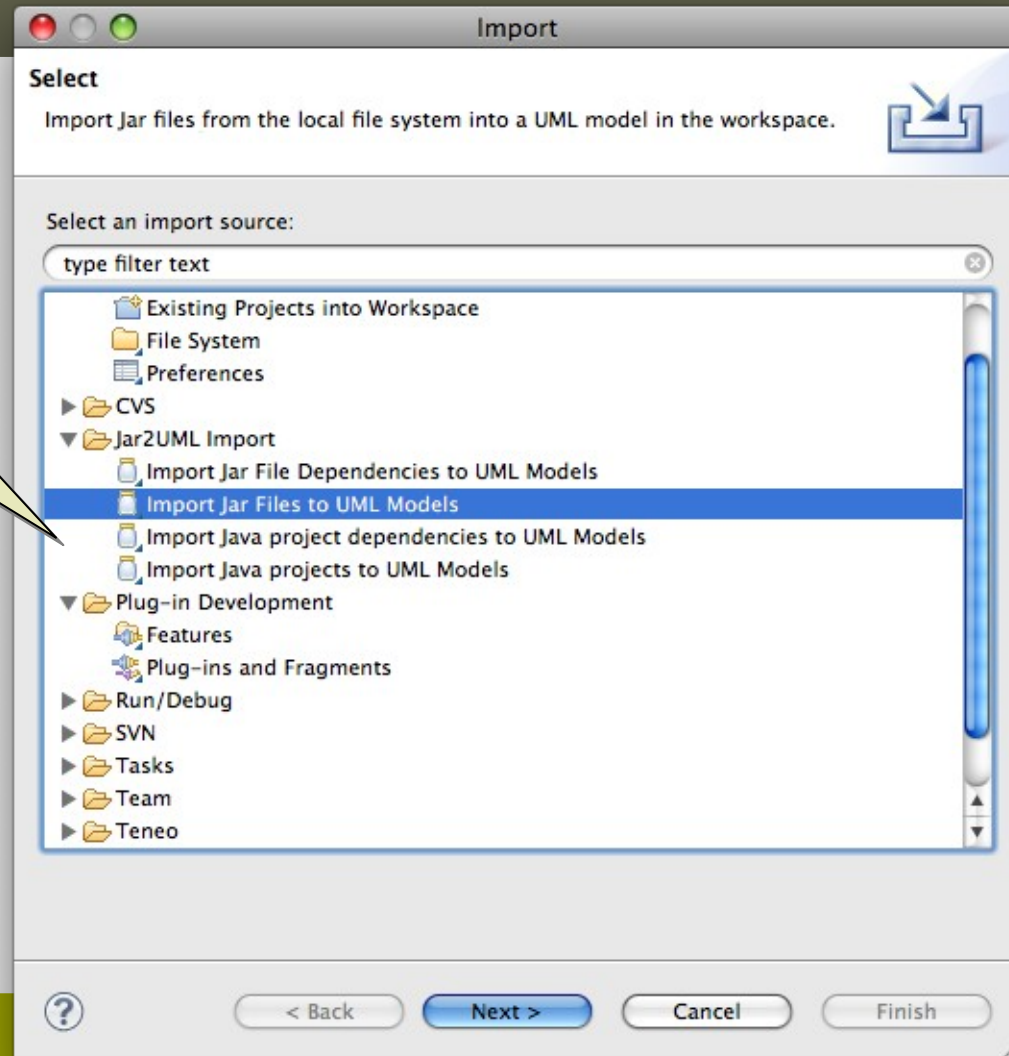 Import
Select
Import Jar files from the local file system into a UML model in the workspace.
Select an import source:
type filter text
Existing Projects into Workspace
File System
Preferences
CVS
Jar2UML Import
Import Jar File Dependencies to UML Models
Import Jar Files to UML Models
Import Java project dependencies to UML Models
Import Java projects to UML Models
Plug-in Development
Features
Plug-ins and Fragments
Run/Debug
SVN
Tasks
Team
Teneo
? < Back Next > Cancel Finish